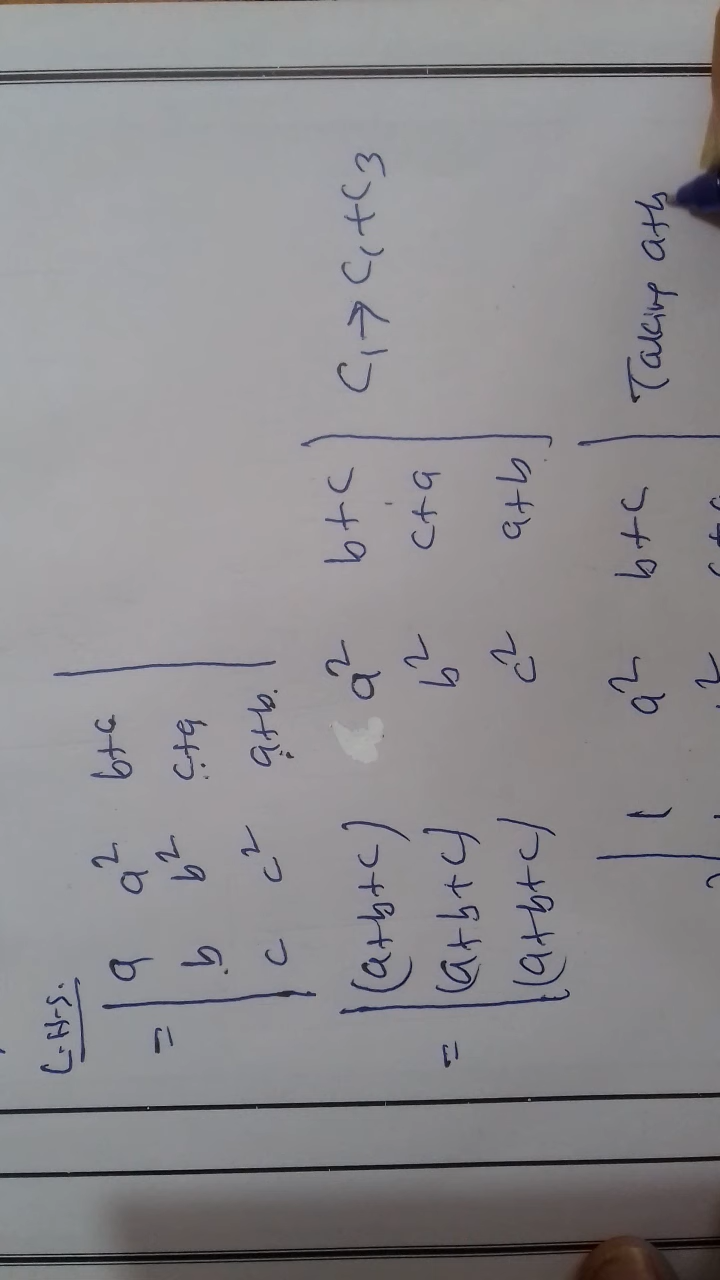 L.H.S.
= | a a² b+c |
| b b² c+a |
| c c² a+b |
= | (a+b+c) a² b+c | C₁ → C₁+C₃
| (a+b+c) b² c+a |
| (a+b+c) c² a+b |
| 1 a² b+c | Taking a+b